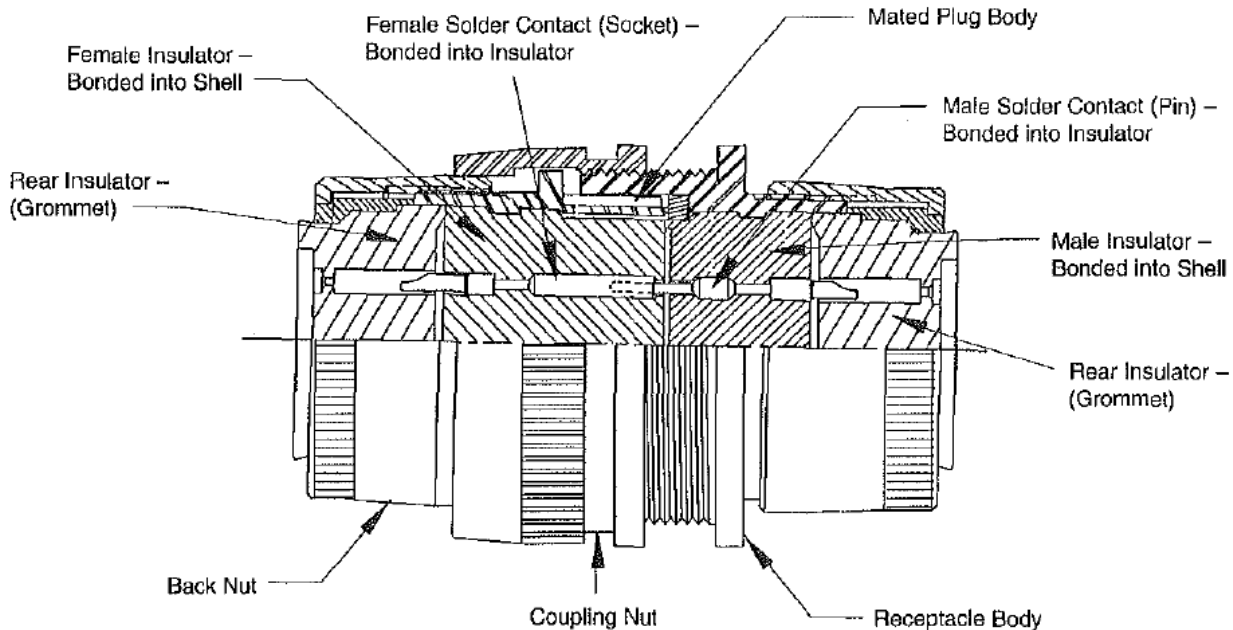 Female Solder Contact (Socket) –
Bonded into Insulator
Mated Plug Body
Female Insulator –
Bonded into Shell
Male Solder Contact (Pin) –
Bonded into Insulator
Rear Insulator –
(Grommet)
Male Insulator –
Bonded into Shell
Rear Insulator –
(Grommet)
Back Nut
Coupling Nut
Receptacle Body